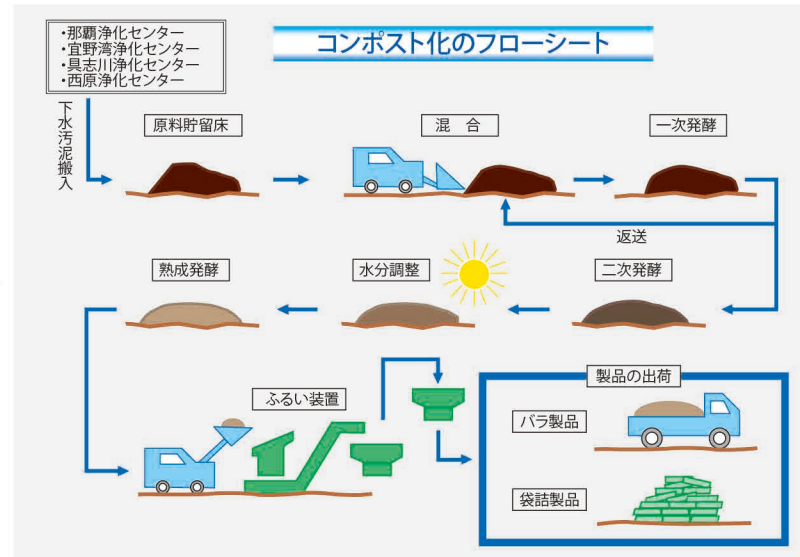 ・那覇浄化センター
・宜野湾浄化センター
・具志川浄化センター
・西原浄化センター
コンポスト化のフローシート
下水汚泥搬入
原料貯留床
混　合
一次発酵
返送
熟成発酵
水分調整
二次発酵
ふるい装置
製品の出荷
バラ製品
袋詰製品